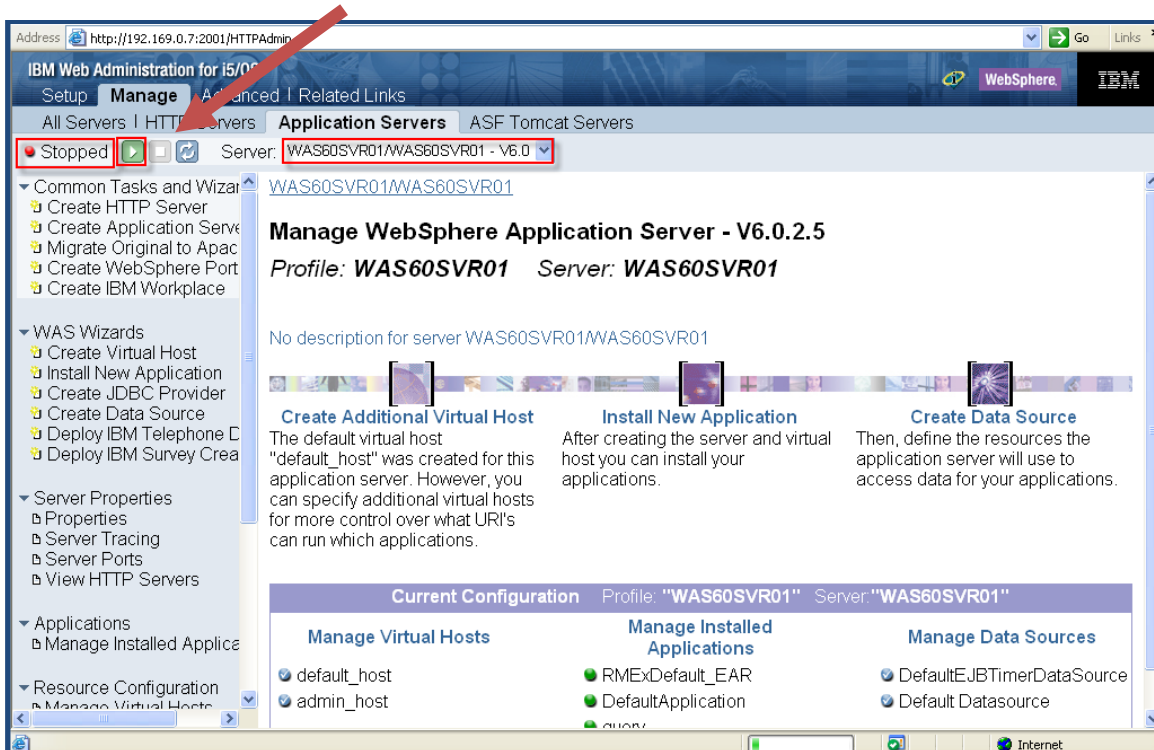 Address http://192.169.0.7:2001/HTTPAdmin
Go Links
IBM Web Administration for i5/OS
WebSphere. IBM
Setup Manage Advanced | Related Links
All Servers | HTTP Servers Application Servers ASF Tomcat Servers
Stopped Server: WAS60SVR01/WAS60SVR01 - V6.0
Common Tasks and Wizar
Create HTTP Server
Create Application Serve
Migrate Original to Apac
Create WebSphere Port
Create IBM Workplace
WAS Wizards
Create Virtual Host
Install New Application
Create JDBC Provider
Create Data Source
Deploy IBM Telephone D
Deploy IBM Survey Crea
Server Properties
Properties
Server Tracing
Server Ports
View HTTP Servers
Applications
Manage Installed Applica
Resource Configuration
Manage Virtual Hosts
WAS60SVR01/WAS60SVR01
Manage WebSphere Application Server - V6.0.2.5
Profile: WAS60SVR01 Server: WAS60SVR01
No description for server WAS60SVR01/WAS60SVR01
Create Additional Virtual Host
The default virtual host
"default_host" was created for this
application server. However, you
can specify additional virtual hosts
for more control over what URI's
can run which applications.
Install New Application
After creating the server and virtual
host you can install your
applications.
Create Data Source
Then, define the resources the
application server will use to
access data for your applications.
Current Configuration Profile: "WAS60SVR01" Server:"WAS60SVR01"
Manage Virtual Hosts
default_host
admin_host
Manage Installed
Applications
RMExDefault_EAR
DefaultApplication
query
Manage Data Sources
DefaultEJBTimerDataSource
Default Datasource
Internet